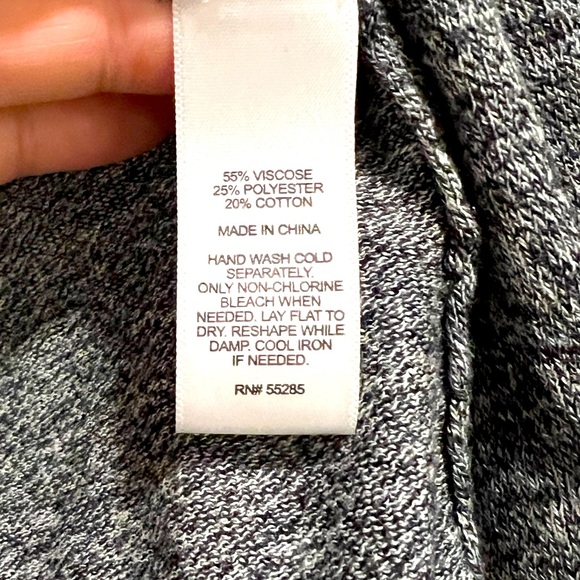 55% VISCOSE
25% POLYESTER
20% COTTON
MADE IN CHINA
HAND WASH COLD
SEPARATELY.
ONLY NON-CHLORINE
BLEACH WHEN
NEEDED. LAY FLAT TO
DRY. RESHAPE WHILE
DAMP. COOL IRON
IF NEEDED.
RN# 55285